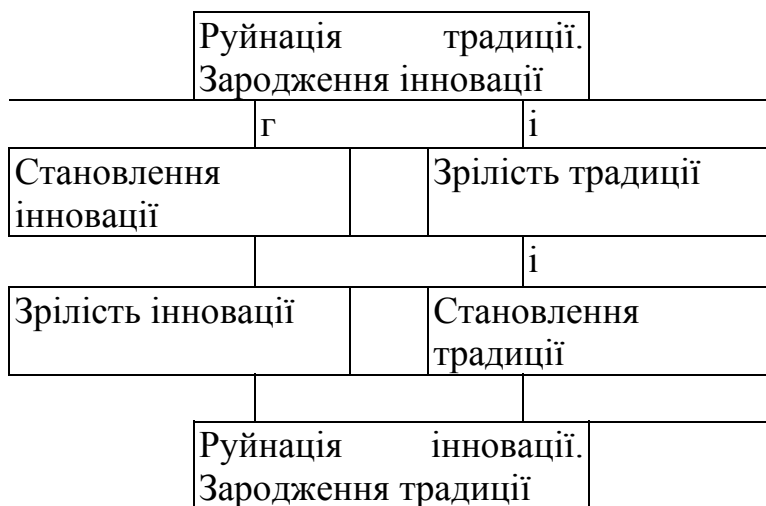 Руйнація традиції.
Зародження інновації
г і
Становлення Зрілість традиції
інновації
і
Зрілість інновації Становлення
традиції
Руйнація інновації.
Зародження традиції